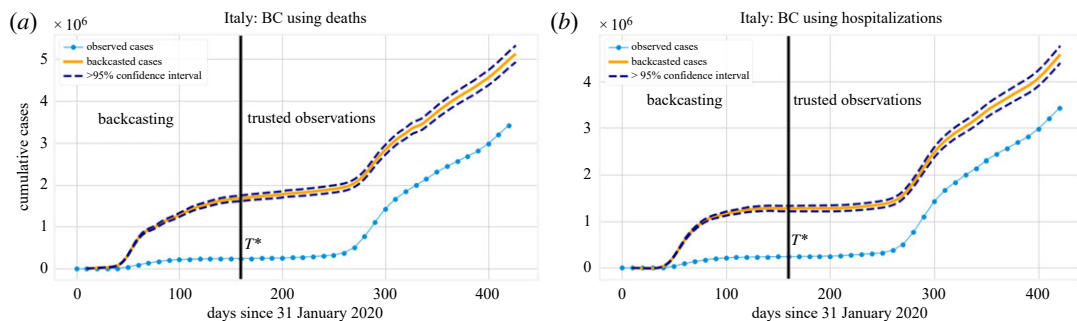 (a)
Italy: BC using deaths
× 10⁶
observed cases
backcasted cases
>95% confidence interval
backcasting
trusted observations
T*
cumulative cases
5
4
3
2
1
0
0 100 200 300 400
days since 31 January 2020
(b)
Italy: BC using hospitalizations
× 10⁶
observed cases
backcasted cases
> 95% confidence interval
backcasting
trusted observations
T*
4
3
2
1
0
0 100 200 300 400
days since 31 January 2020